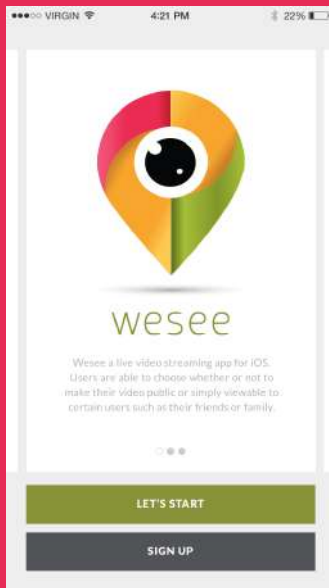 VIRGIN 4:21 PM 22%
wesee
Wesee a live video streaming app for iOS.
Users are able to choose whether or not to
make their video public or simply viewable to
certain users such as their friends or family.
LET'S START
SIGN UP